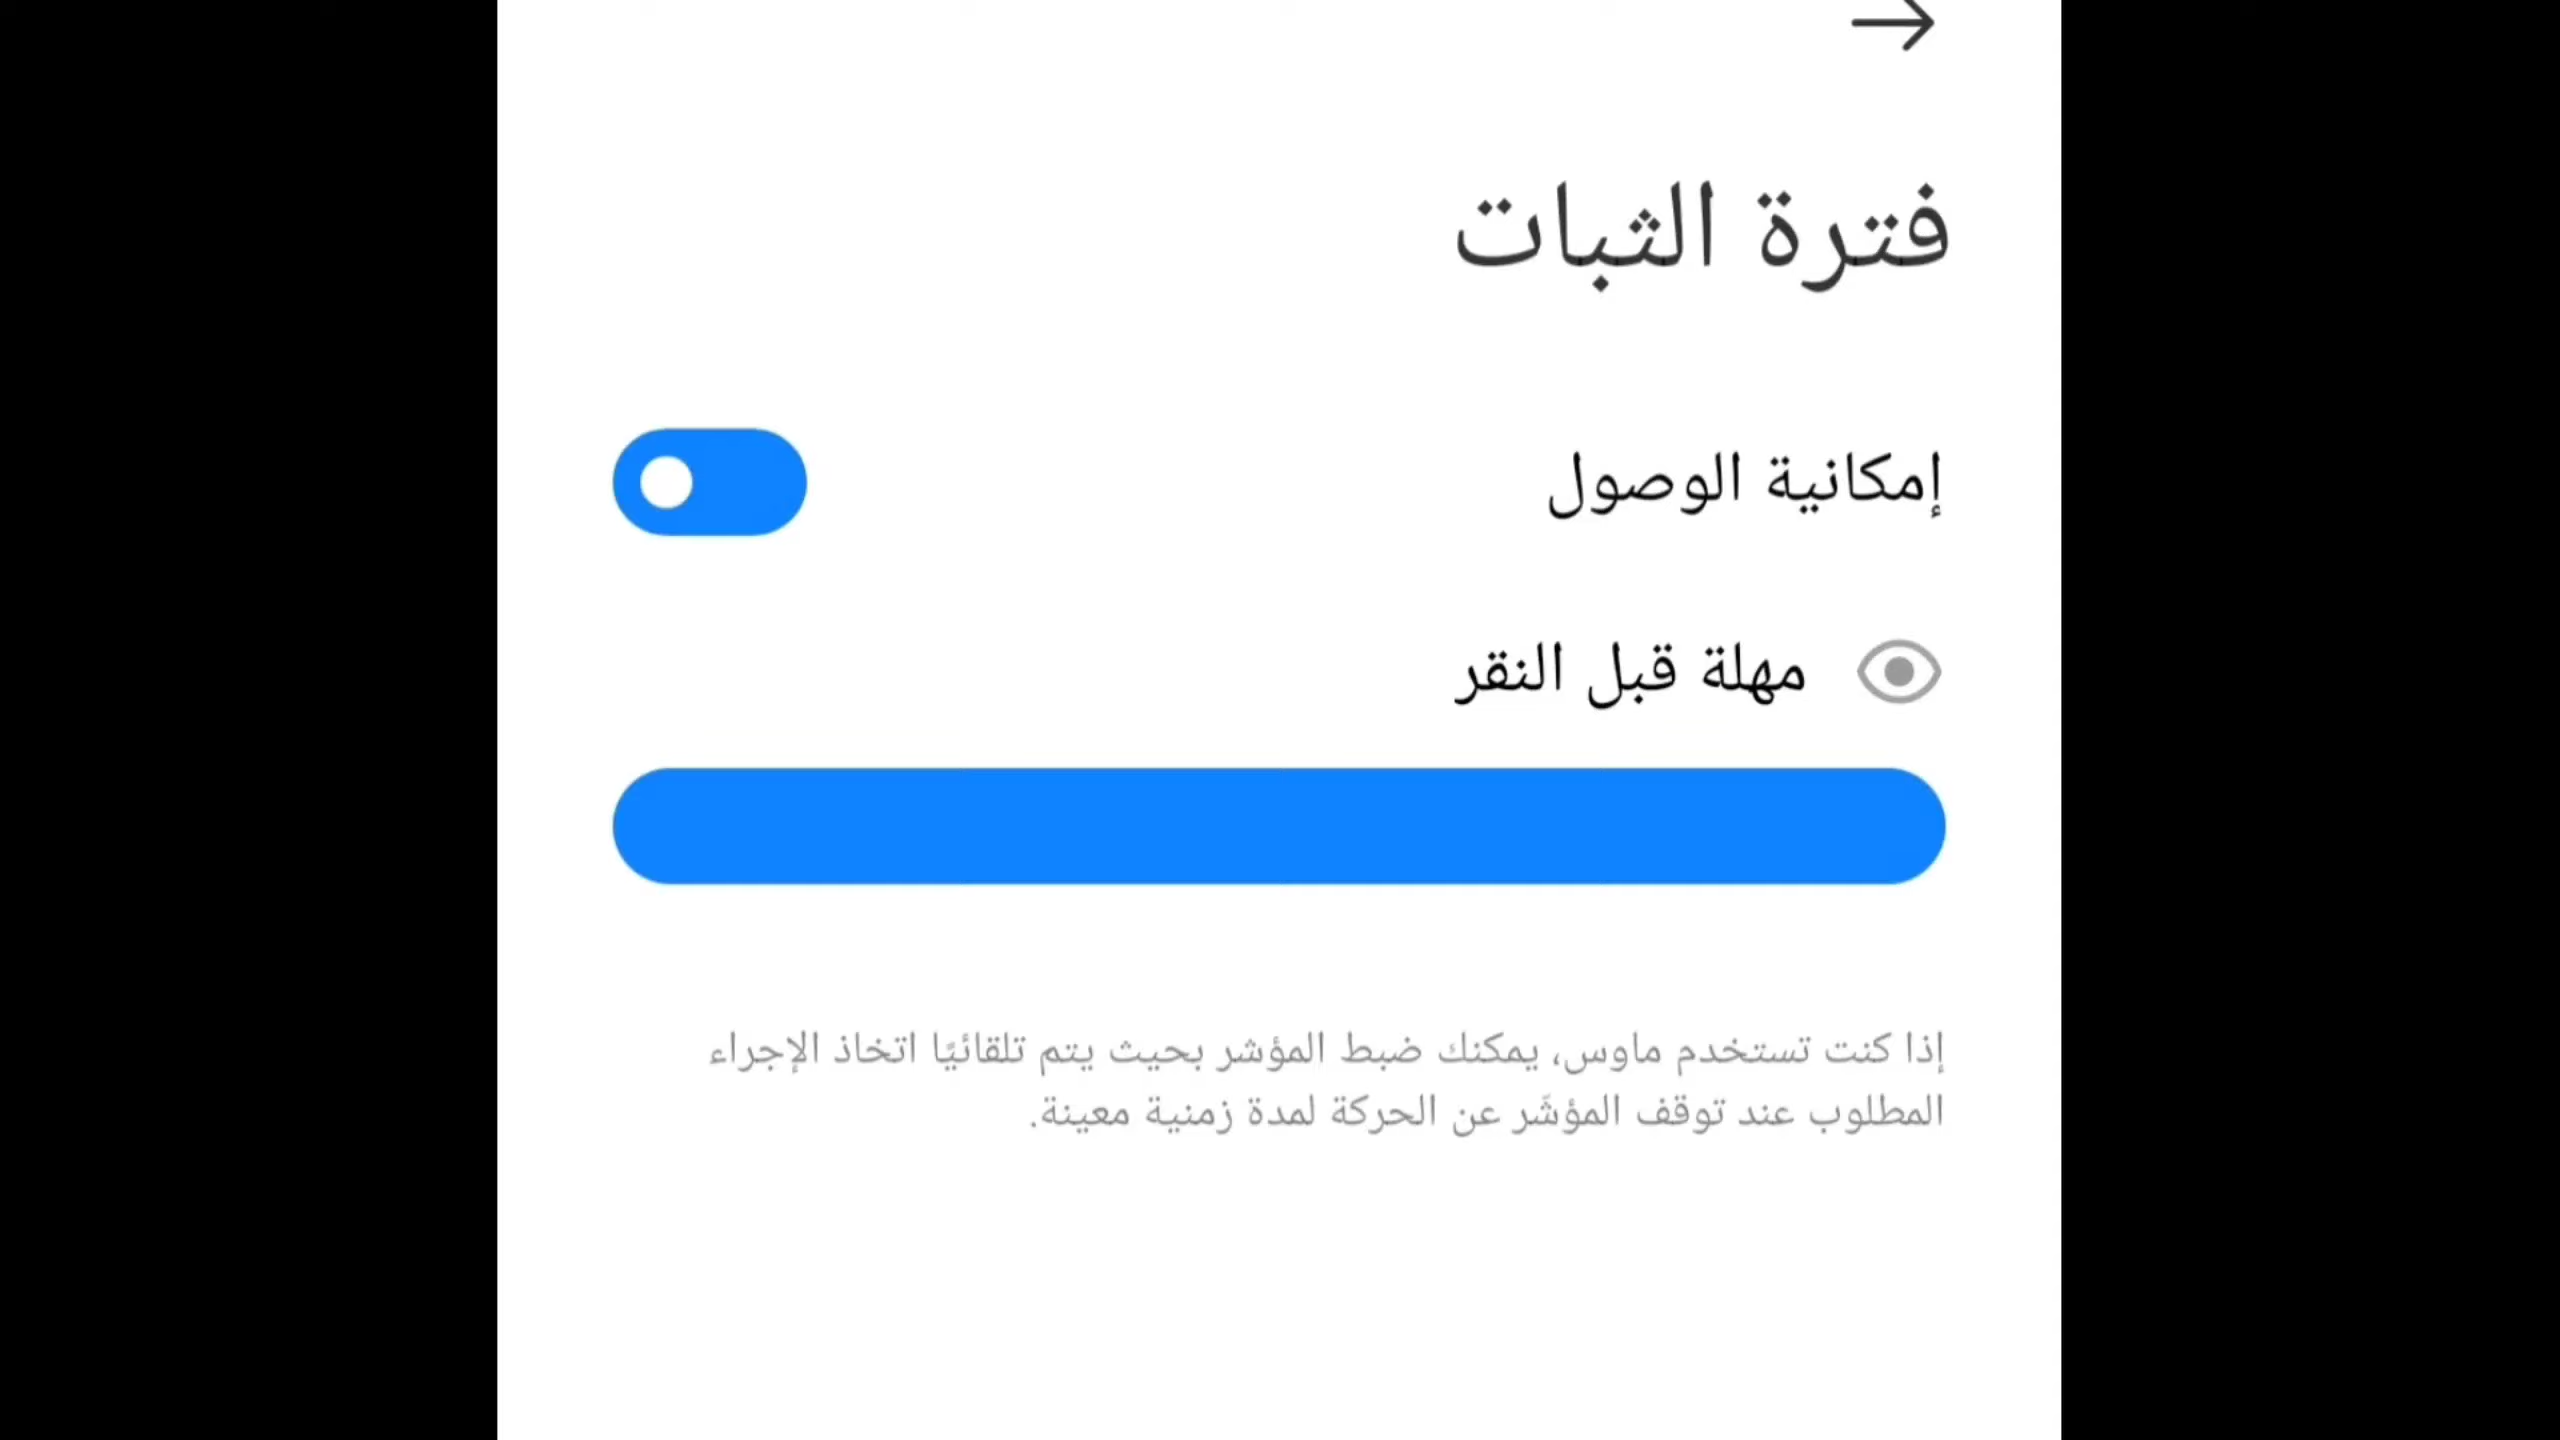 فترة الثبات
إمكانية الوصول
مهلة قبل النقر
إذا كنت تستخدم ماوس، يمكنك ضبط المؤشر بحيث يتم تلقائيًا اتخاذ الإجراء
المطلوب عند توقف المؤشّر عن الحركة لمدة زمنية معينة.